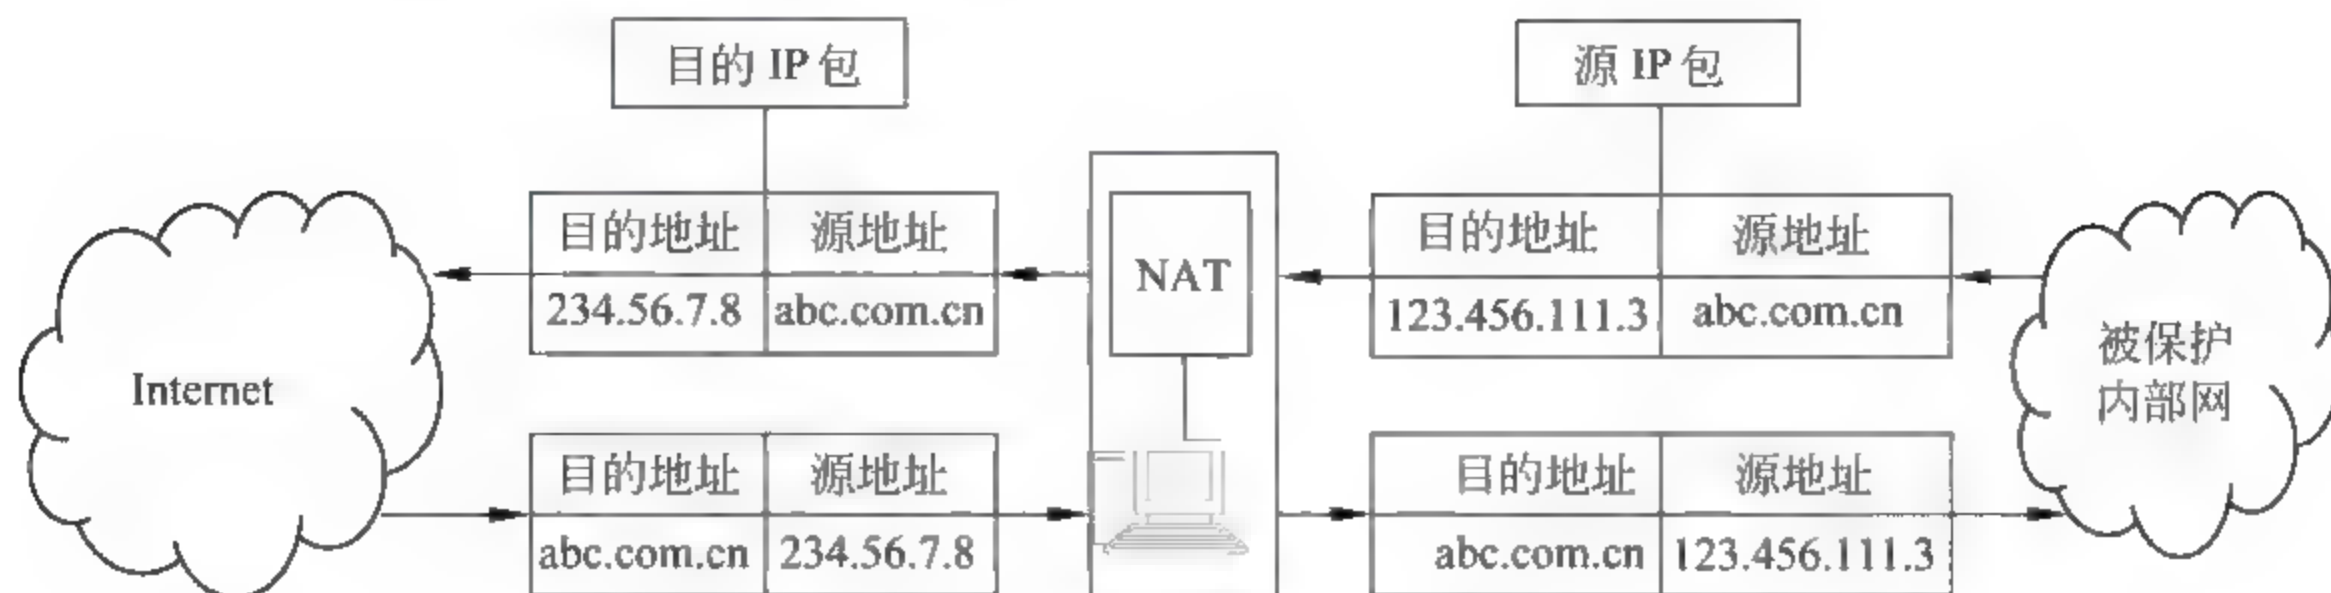 目的 IP 包
源 IP 包
目的地址 源地址
234.56.7.8 abc.com.cn
NAT
目的地址 源地址
123.456.111.3 abc.com.cn
Internet
被保护
内部网
目的地址 源地址
abc.com.cn 234.56.7.8
目的地址 源地址
abc.com.cn 123.456.111.3